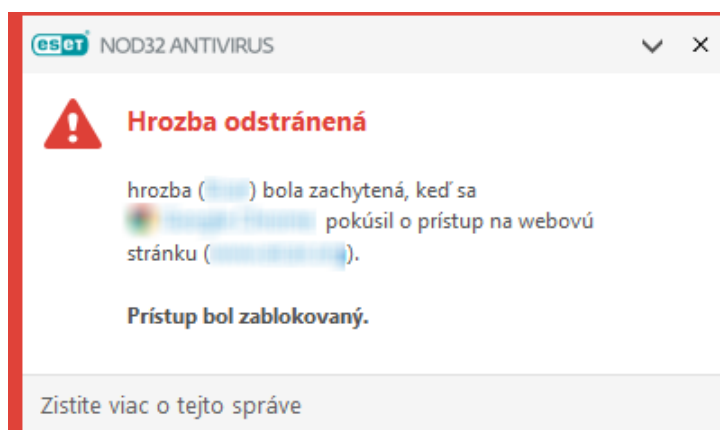 eset NOD32 ANTIVIRUS
Hrozba odstránená
hrozba ( ) bola zachytená, keď sa
pokúsil o prístup na webovú
stránku ( ).
Prístup bol zablokovaný.
Zistite viac o tejto správe